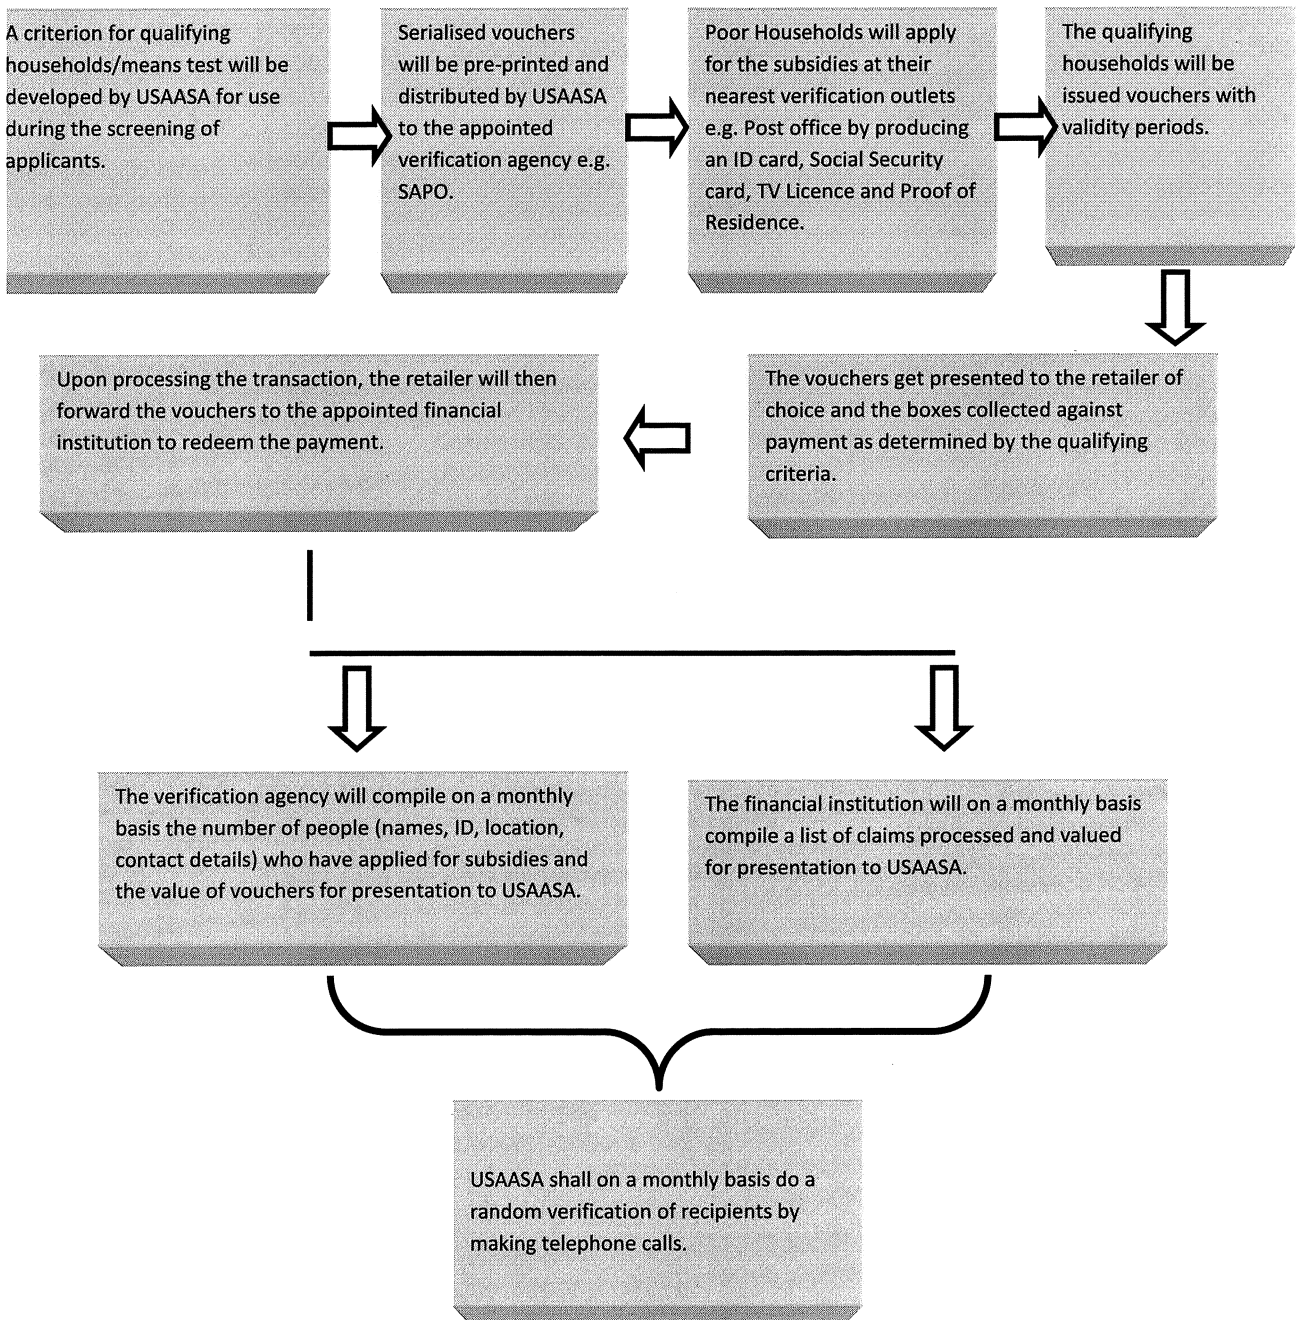 A criterion for qualifying
households/means test will be
developed by USAASA for use
during the screening of
applicants.
Serialised vouchers
will be pre-printed and
distributed by USAASA
to the appointed
verification agency e.g.
SAPO.
Poor Households will apply
for the subsidies at their
nearest verification outlets
e.g. Post office by producing
an ID card, Social Security
card, TV Licence and Proof of
Residence.
The qualifying
households will be
issued vouchers with
validity periods.
The vouchers get presented to the retailer of
choice and the boxes collected against
payment as determined by the qualifying
criteria.
Upon processing the transaction, the retailer will then
forward the vouchers to the appointed financial
institution to redeem the payment.
The verification agency will compile on a monthly
basis the number of people (names, ID, location,
contact details) who have applied for subsidies and
the value of vouchers for presentation to USAASA.
The financial institution will on a monthly basis
compile a list of claims processed and valued
for presentation to USAASA.
USAASA shall on a monthly basis do a
random verification of recipients by
making telephone calls.